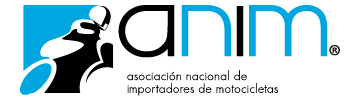 anim®
asociación nacional de
importadores de motocicletas